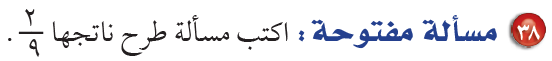 ٣٨ مسألة مفتوحة : اكتب مسألة طرح ناتجها ٢/٩ .